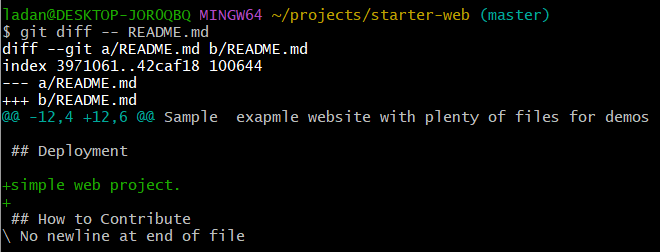 ladan@DESKTOP-JOROQBQ MINGW64 ~/projects/starter-web (master)
$ git diff -- README.md
diff --git a/README.md b/README.md
index 3971061..42caf18 100644
--- a/README.md
+++ b/README.md
@@ -12,4 +12,6 @@ Sample  exapmle website with plenty of files for demos
 ## Deployment
+simple web project.
+
 ## How to Contribute
\ No newline at end of file